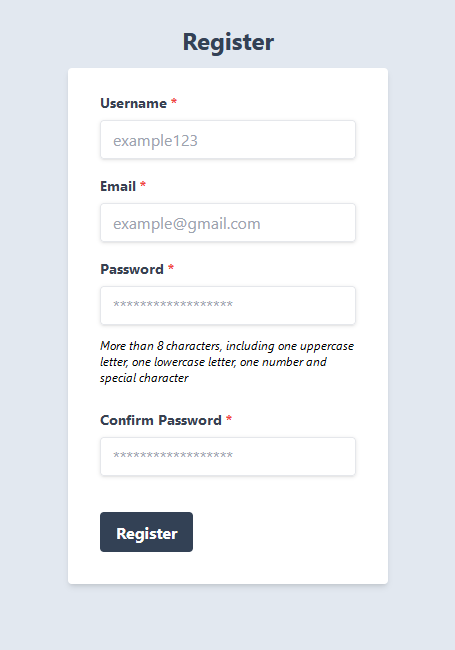 Register
Username *
example123
Email *
example@gmail.com
Password *
******************
More than 8 characters, including one uppercase
letter, one lowercase letter, one number and
special character
Confirm Password *
******************
Register